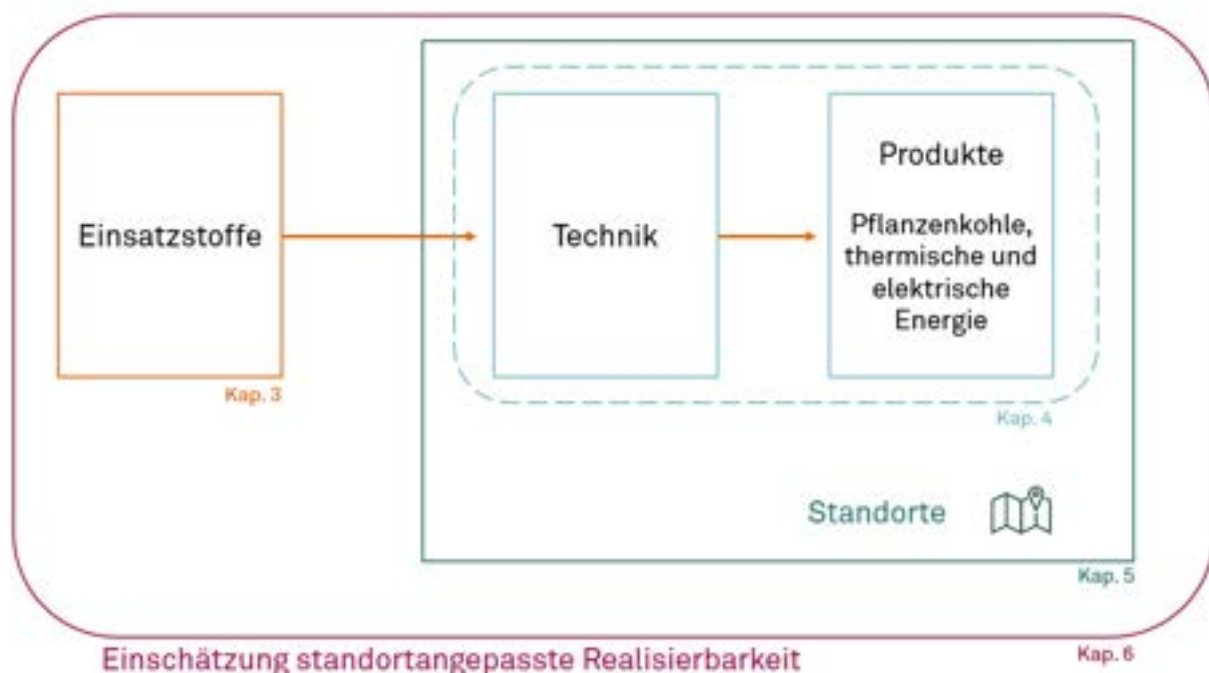 Einsatzstoffe
Kap. 3
Technik
Produkte
Pflanzenkohle,
thermische und
elektrische
Energie
Kap. 4
Standorte
Kap. 5
Einschätzung standortangepasste Realisierbarkeit
Kap. 6